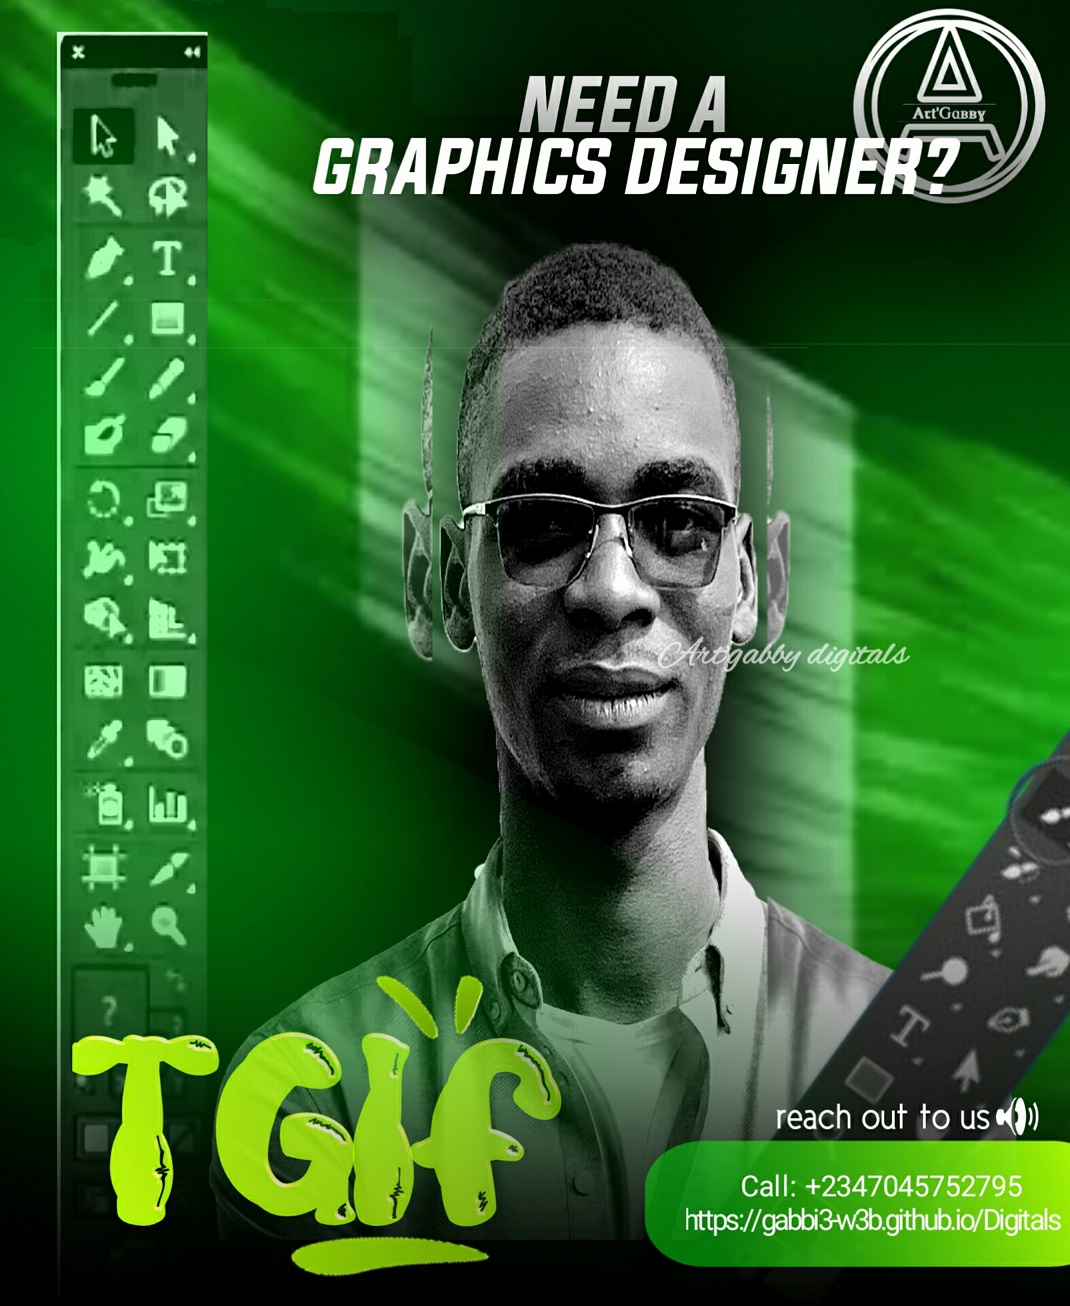 NEED A
GRAPHICS DESIGNER?
Art'Gabby
Artgabby digitals
TGIf
reach out to us
Call: +2347045752795
https://gabbi3-w3b.github.io/Digitals